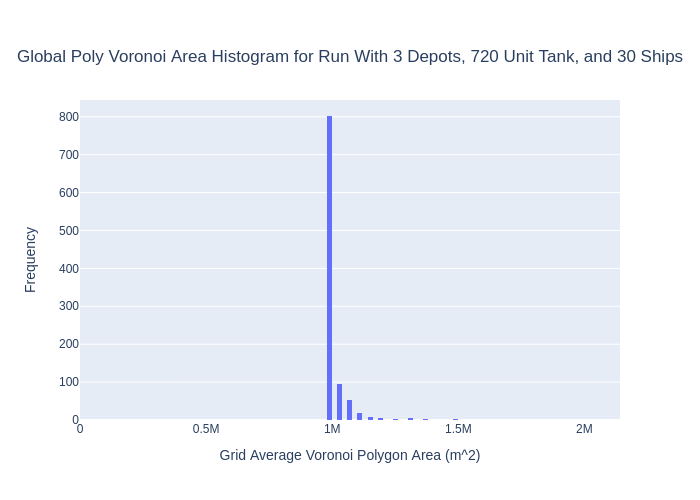 Global Poly Voronoi Area Histogram for Run With 3 Depots, 720 Unit Tank, and 30 Ships
800
700
600
500
400
300
200
100
0
Frequency
0 0.5M 1M 1.5M 2M
Grid Average Voronoi Polygon Area (m^2)